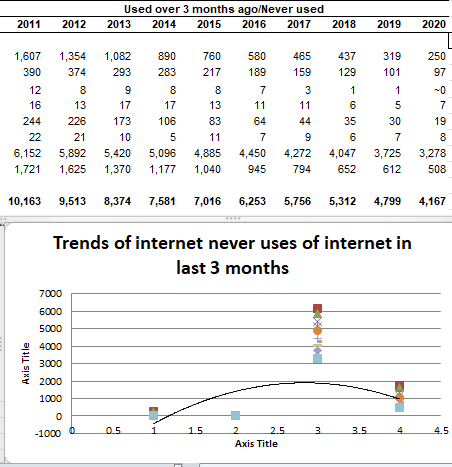 Used over 3 months ago/Never used
2011 2012 2013 2014 2015 2016 2017 2018 2019 2020
1,607 1,354 1,082 890 760 580 465 437 319 250
390 374 293 283 217 189 159 129 101 97
12 8 9 8 8 7 3 1 1 ~0
16 13 17 17 13 11 11 6 5 7
244 226 173 106 83 64 44 35 30 19
22 21 10 5 11 7 9 6 7 8
6,152 5,892 5,420 5,096 4,885 4,450 4,272 4,047 3,725 3,278
1,721 1,625 1,370 1,177 1,040 945 794 652 612 508
10,163 9,513 8,374 7,581 7,016 6,253 5,756 5,312 4,799 4,167
Trends of internet never uses of internet in
last 3 months
7000
6000
5000
4000
3000
2000
1000
0
-1000
0 0.5 1 1.5 2 2.5 3 3.5 4 4.5
Axis Title
Axis Title